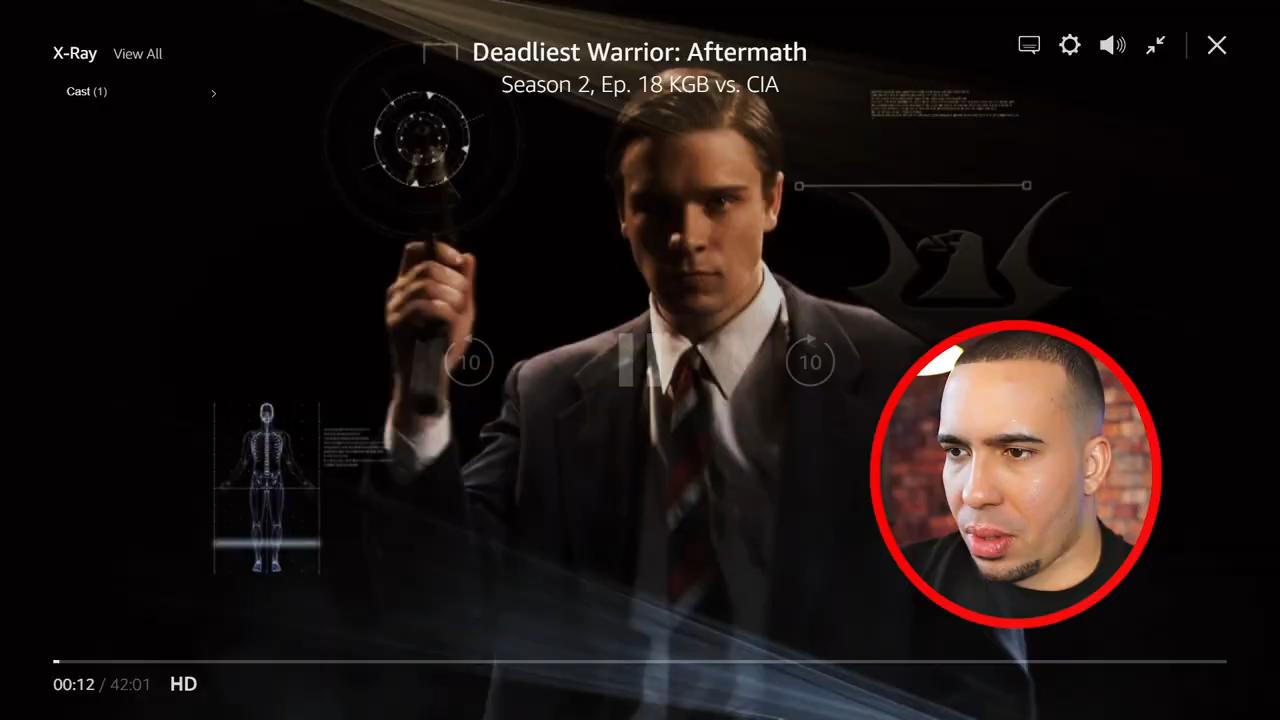 X-Ray View All
Cast (1)
Deadliest Warrior: Aftermath
Season 2, Ep. 18 KGB vs. CIA
10
10
00:12 / 42:01 HD